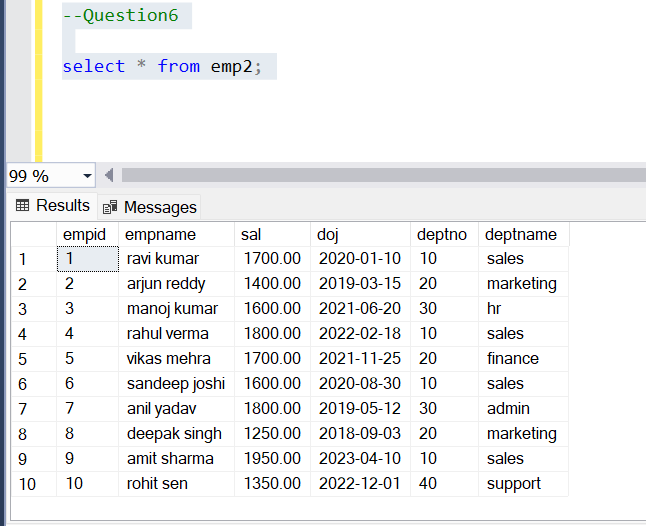 --Question6
select * from emp2;
99 %
Results Messages
empid empname sal doj deptno deptname
1 1 ravi kumar 1700.00 2020-01-10 10 sales
2 2 arjun reddy 1400.00 2019-03-15 20 marketing
3 3 manoj kumar 1600.00 2021-06-20 30 hr
4 4 rahul verma 1800.00 2022-02-18 10 sales
5 5 vikas mehra 1700.00 2021-11-25 20 finance
6 6 sandeep joshi 1600.00 2020-08-30 10 sales
7 7 anil yadav 1800.00 2019-05-12 30 admin
8 8 deepak singh 1250.00 2018-09-03 20 marketing
9 9 amit sharma 1950.00 2023-04-10 10 sales
10 10 rohit sen 1350.00 2022-12-01 40 support